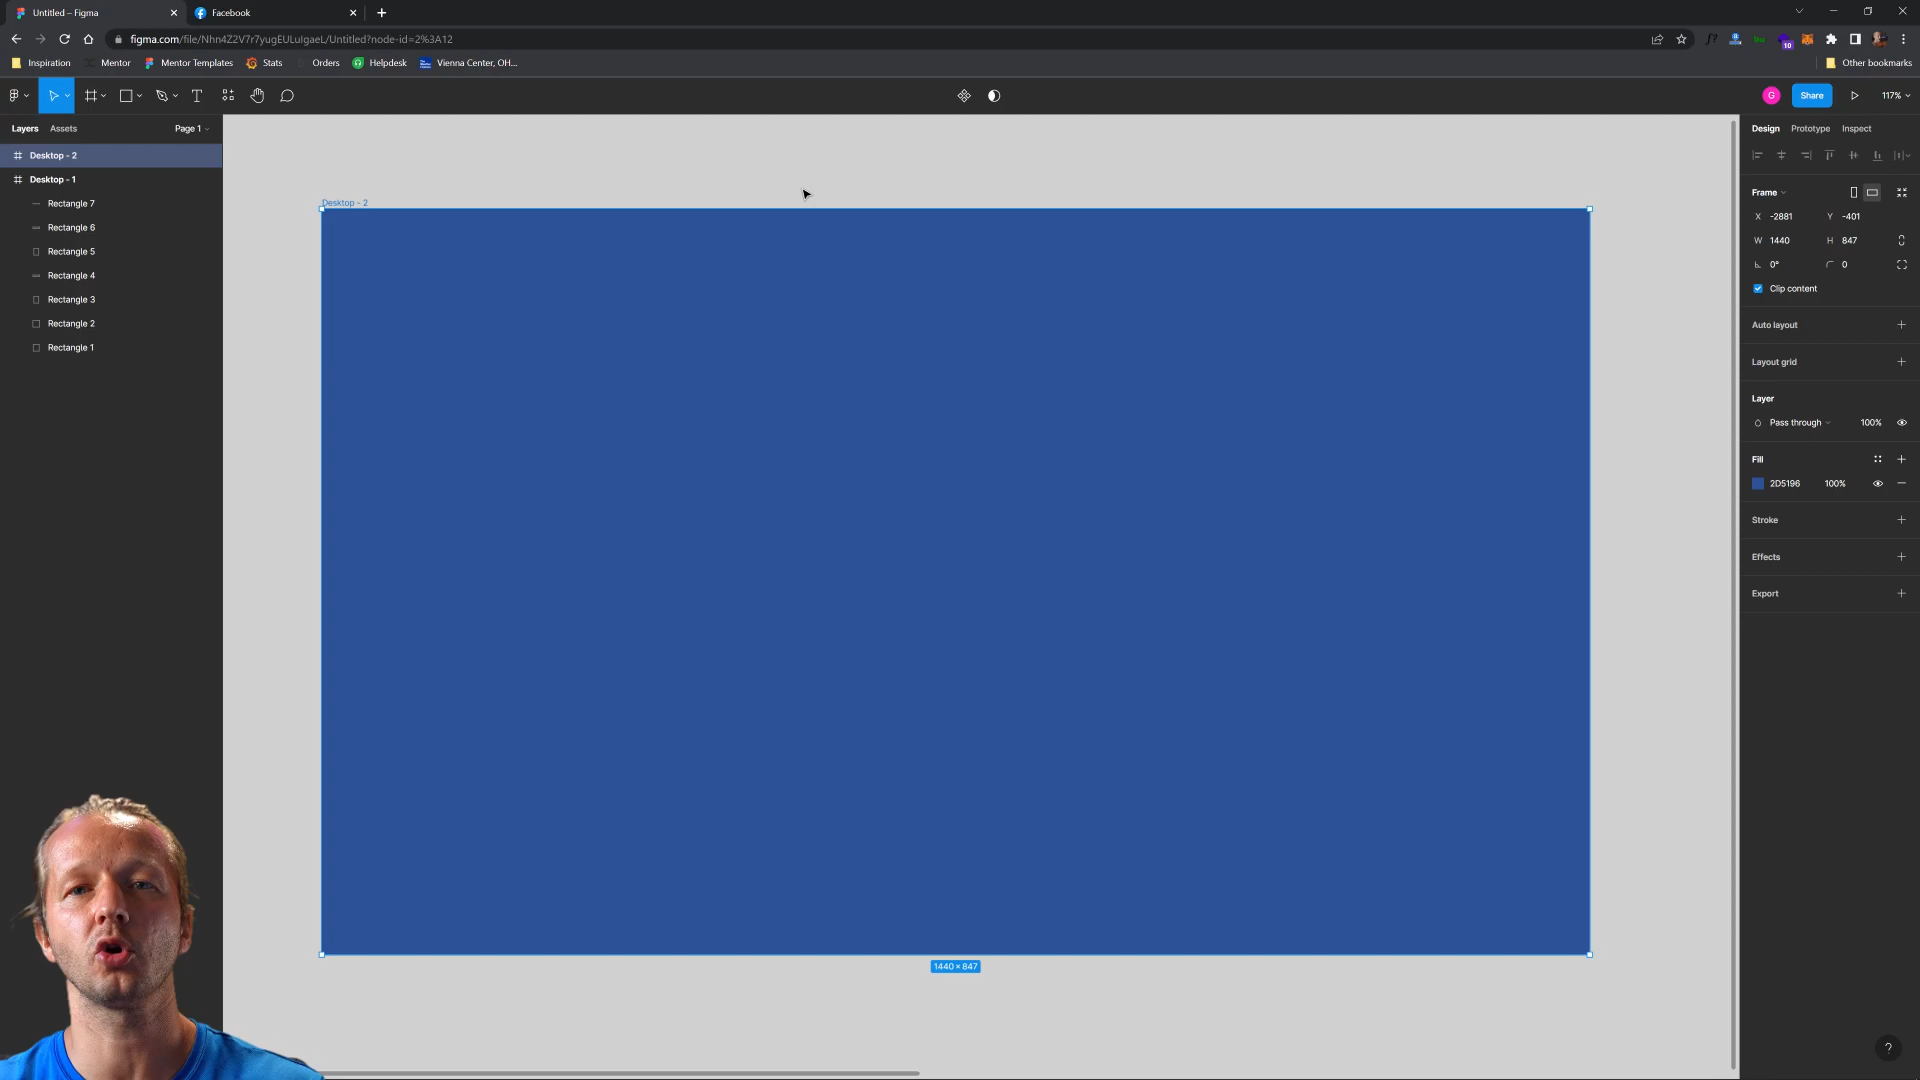 Untitled – Figma
Facebook
figma.com/file/Nhn4Z2V7r7yugEULuIgaeL/Untitled?node-id=2%3A12
10
Inspiration
Mentor
Mentor Templates
Stats
Orders
Helpdesk
Vienna Center, OH...
Other bookmarks
G
Share
117%
Layers
Assets
Page 1
Design
Prototype
Inspect
Desktop - 2
Desktop - 1
Rectangle 7
Rectangle 6
Rectangle 5
Rectangle 4
Rectangle 3
Rectangle 2
Rectangle 1
Desktop - 2
1440 × 847
Frame
X -2881 Y -401
W 1440 H 847
0° 0
Clip content
Auto layout
Layout grid
Layer
Pass through 100%
Fill
2D5196 100%
Stroke
Effects
Export
?